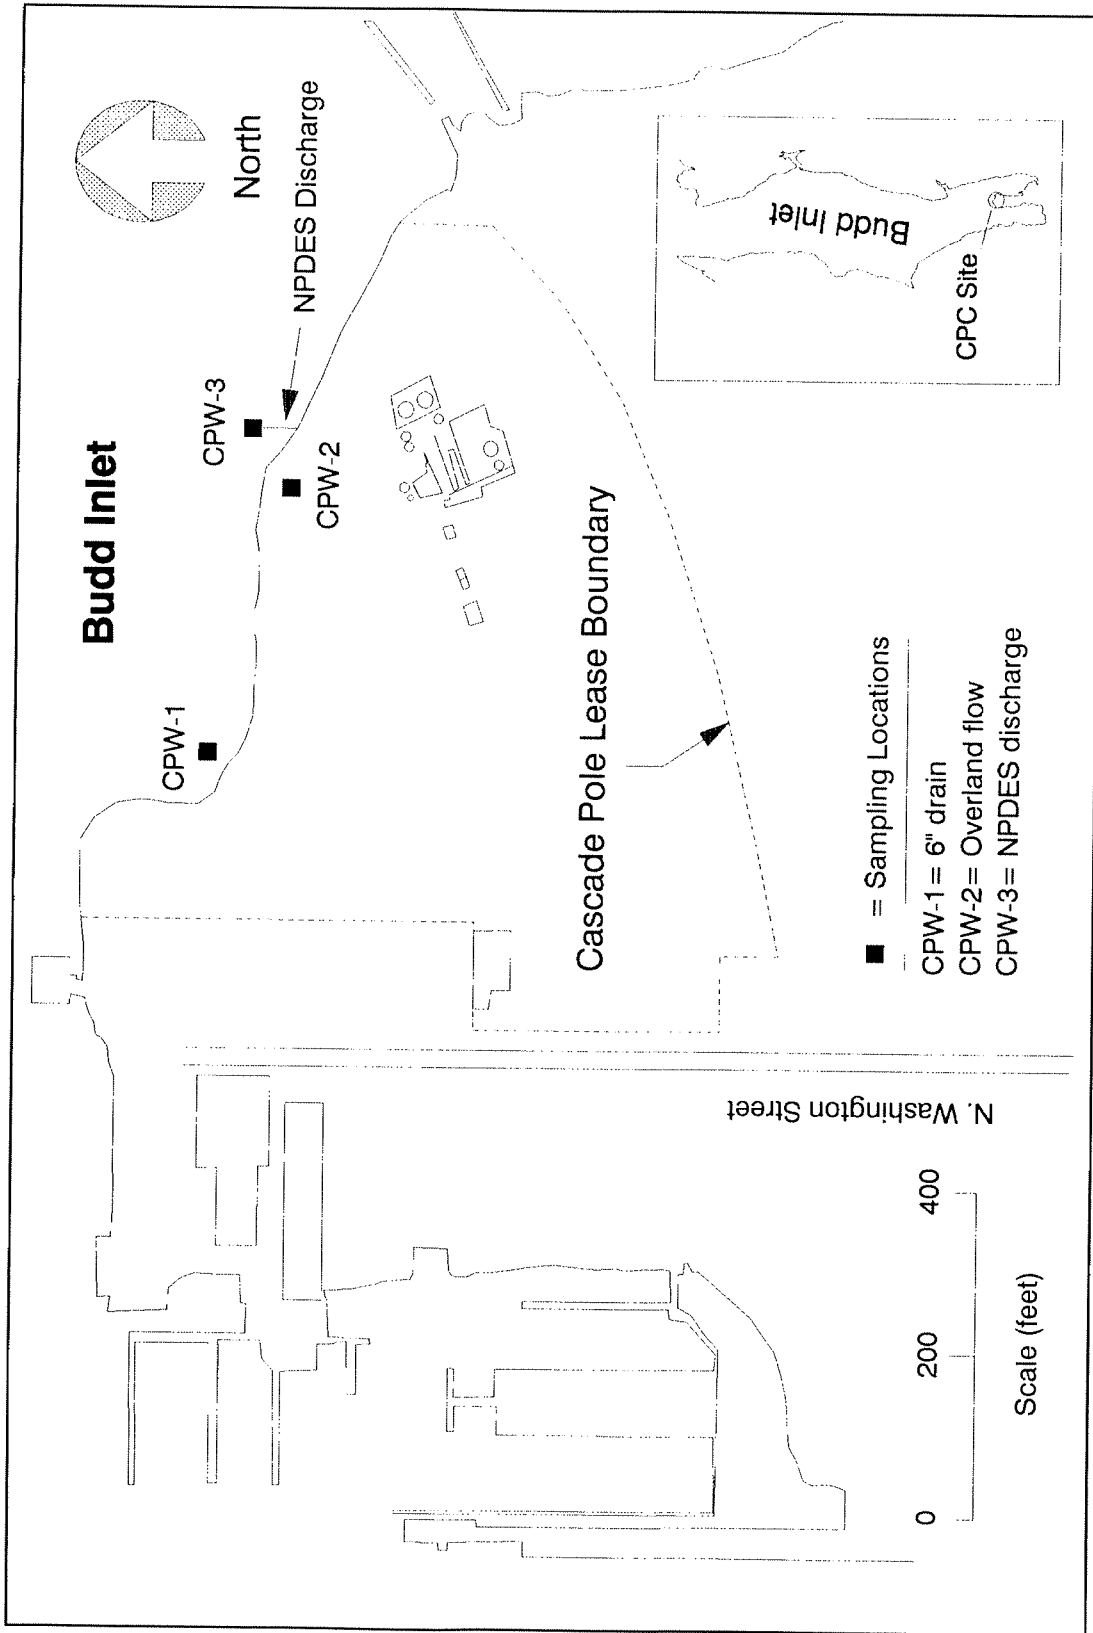 Budd Inlet
North
NPDES Discharge
CPW-3
CPW-2
CPW-1
Cascade Pole Lease Boundary
Budd Inlet
CPC Site
N. Washington Street
■ = Sampling Locations
CPW-1 = 6" drain
CPW-2= Overland flow
CPW-3= NPDES discharge
0 200 400
Scale (feet)